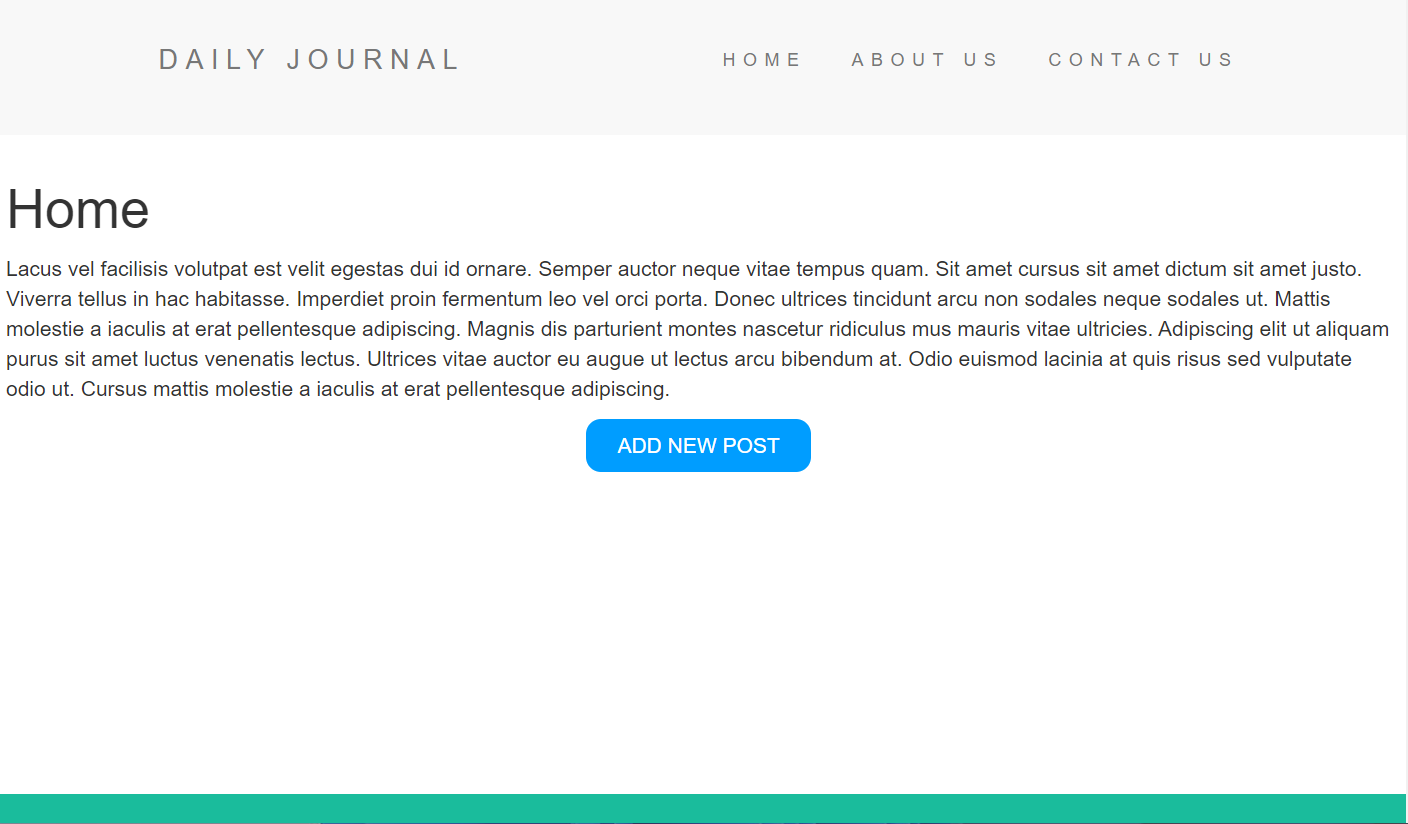 DAILY JOURNAL
HOME ABOUT US CONTACT US
Home
Lacus vel facilisis volutpat est velit egestas dui id ornare. Semper auctor neque vitae tempus quam. Sit amet cursus sit amet dictum sit amet justo.
Viverra tellus in hac habitasse. Imperdiet proin fermentum leo vel orci porta. Donec ultrices tincidunt arcu non sodales neque sodales ut. Mattis
molestie a iaculis at erat pellentesque adipiscing. Magnis dis parturient montes nascetur ridiculus mus mauris vitae ultricies. Adipiscing elit ut aliquam
purus sit amet luctus venenatis lectus. Ultrices vitae auctor eu augue ut lectus arcu bibendum at. Odio euismod lacinia at quis risus sed vulputate
odio ut. Cursus mattis molestie a iaculis at erat pellentesque adipiscing.
ADD NEW POST